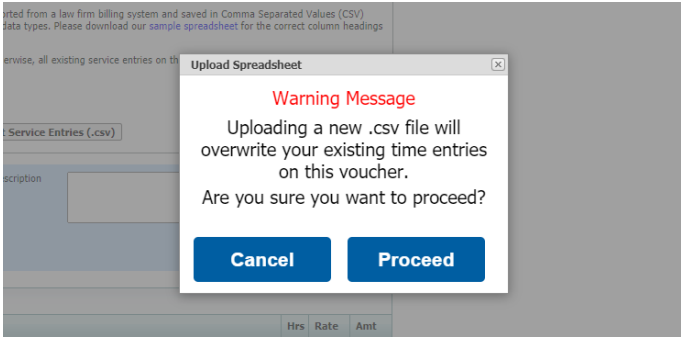 orted from a law firm billing system and saved in Comma Separated Values (CSV)
data types. Please download our sample spreadsheet for the correct column headings
erwise, all existing service entries on th
Upload Spreadsheet
Warning Message
Uploading a new .csv file will
overwrite your existing time entries
on this voucher.
Are you sure you want to proceed?
Cancel Proceed
t Service Entries (.csv)
scription
Hrs Rate Amt